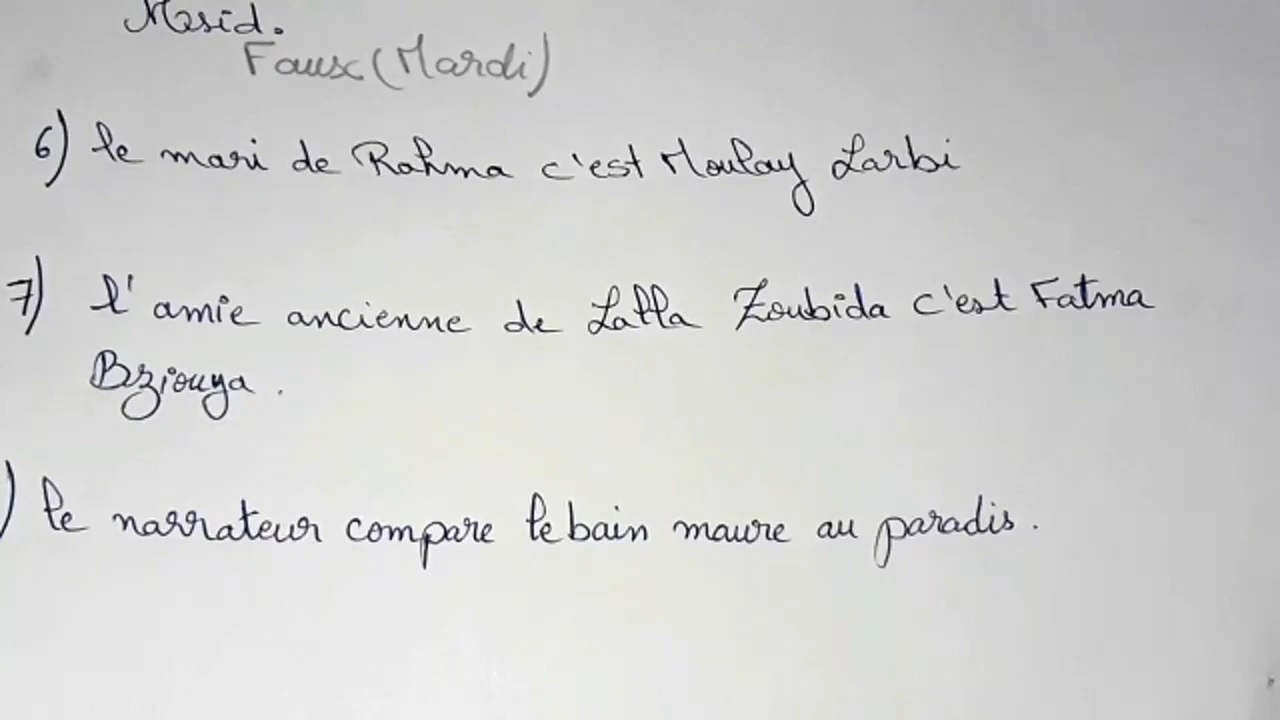 Msid.
Faux (Mardi)
6) le mari de Rahma c'est Moulay Larbi
7) l'amie ancienne de Lalla Zoubida c'est Fatma
Bziouya.
) le narrateur compare le bain maure au paradis.